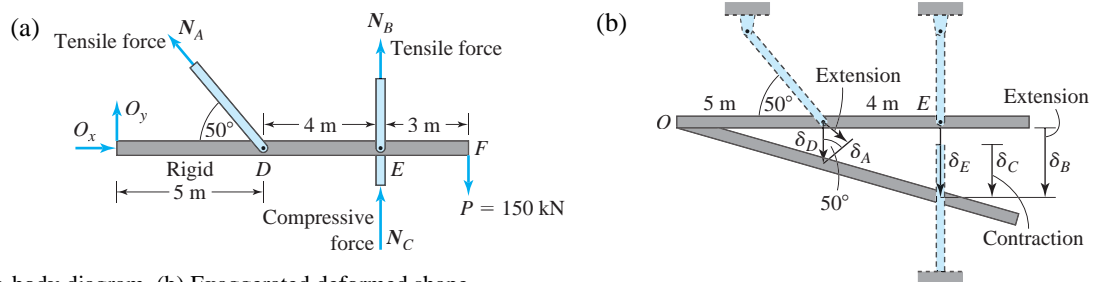 (a)
Tensile force
N_A
N_B
Tensile force
O_y
O_x
50°
4 m
3 m
F
Rigid
D
E
5 m
P = 150 kN
Compressive
force
N_C
(b)
Extension
5 m
50°
4 m
E
Extension
O
δ_D
δ_A
δ_E
δ_C
δ_B
50°
Contraction
body diagram. (b) Exaggerated deformed shape